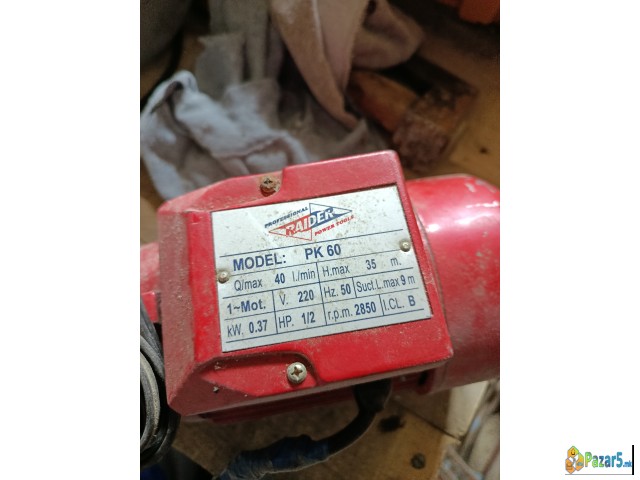 PROFESSIONAL
RAIDER
POWER TOOLS
MODEL: PK 60
Q/max 40 l./min H.max 35 m.
1~Mot. V. 220 Hz. 50 Suct.L.max 9 m
kW. 0.37 HP. 1/2 r.p.m. 2850 I.CL. B
Pazar5.mk